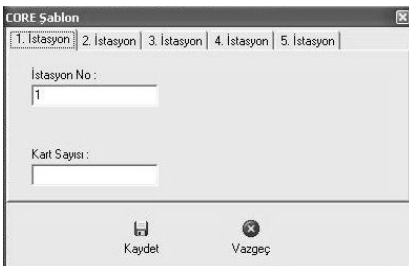 CORE Şablon
1. İstasyon 2. İstasyon 3. İstasyon 4. İstasyon 5. İstasyon
İstasyon No :
1
Kart Sayısı :
Kaydet Vazgeç